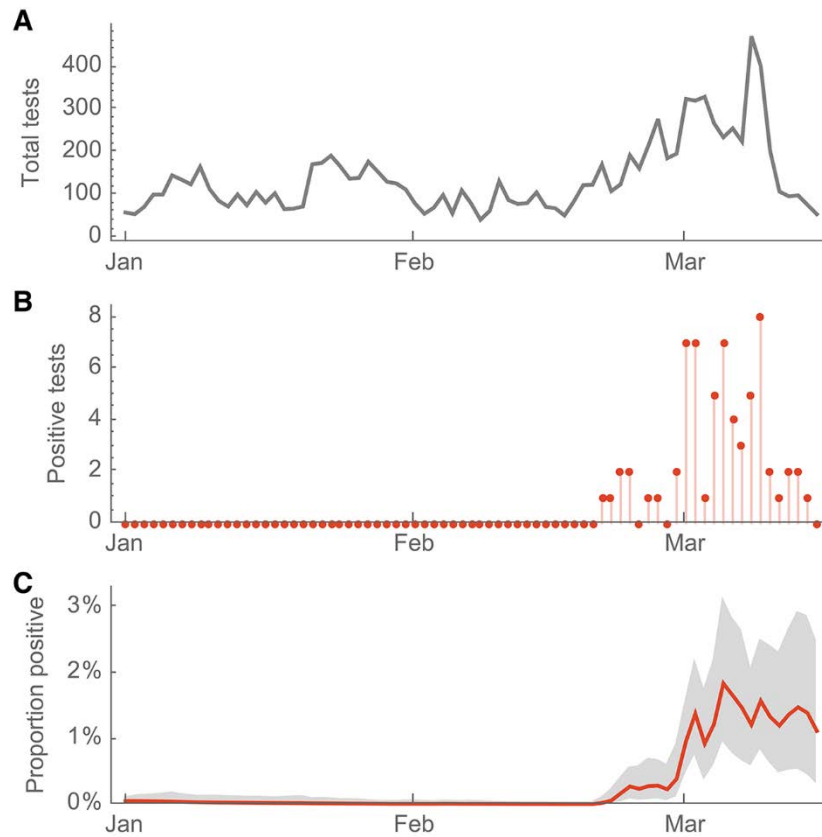 A
Total tests
400
300
200
100
0
Jan Feb Mar
B
Positive tests
8
6
4
2
0
Jan Feb Mar
C
Proportion positive
3%
2%
1%
0%
Jan Feb Mar